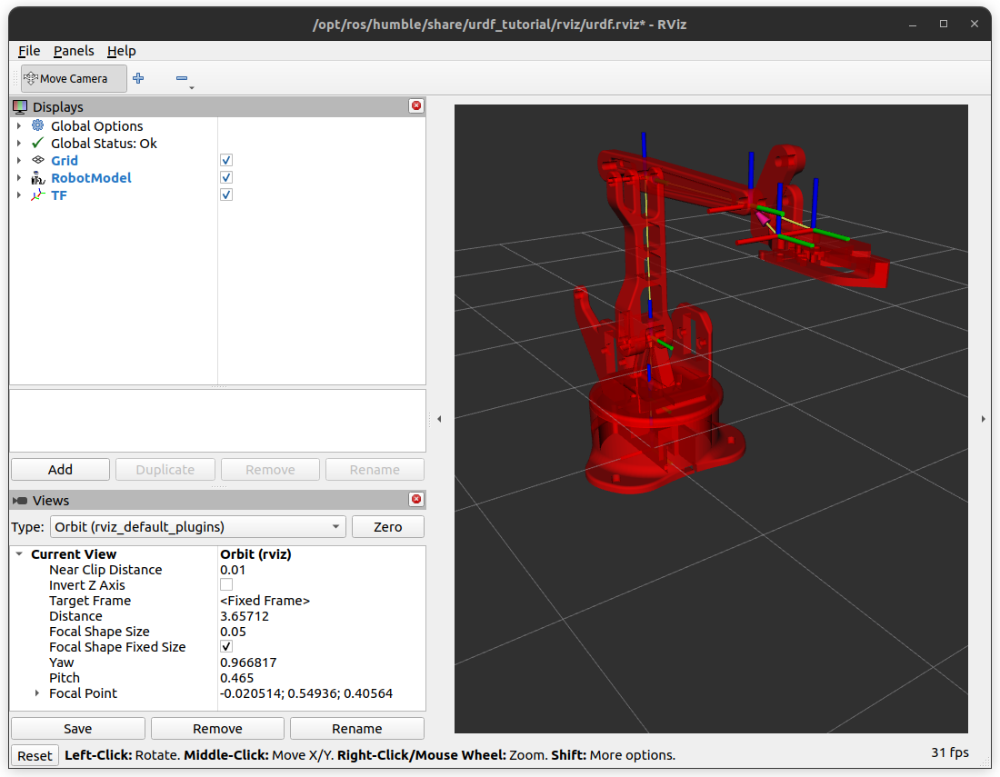 /opt/ros/humble/share/urdf_tutorial/rviz/urdf.rviz* - RViz
File Panels Help
Move Camera
Displays
Global Options
Global Status: Ok
Grid
RobotModel
TF
Add Duplicate Remove Rename
Views
Type: Orbit (rviz_default_plugins) Zero
Current View Orbit (rviz)
Near Clip Distance 0.01
Invert Z Axis
Target Frame <Fixed Frame>
Distance 3.65712
Focal Shape Size 0.05
Focal Shape Fixed Size
Yaw 0.966817
Pitch 0.465
Focal Point -0.020514; 0.54936; 0.40564
Save Remove Rename
Reset Left-Click: Rotate. Middle-Click: Move X/Y. Right-Click/Mouse Wheel: Zoom. Shift: More options. 31 fps